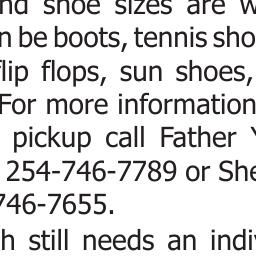 nd shoe sizes are w
n be boots, tennis sho
flip flops, sun shoes,
For more information
pickup call Father Y
254-746-7789 or She
746-7655.
h still needs an indiv